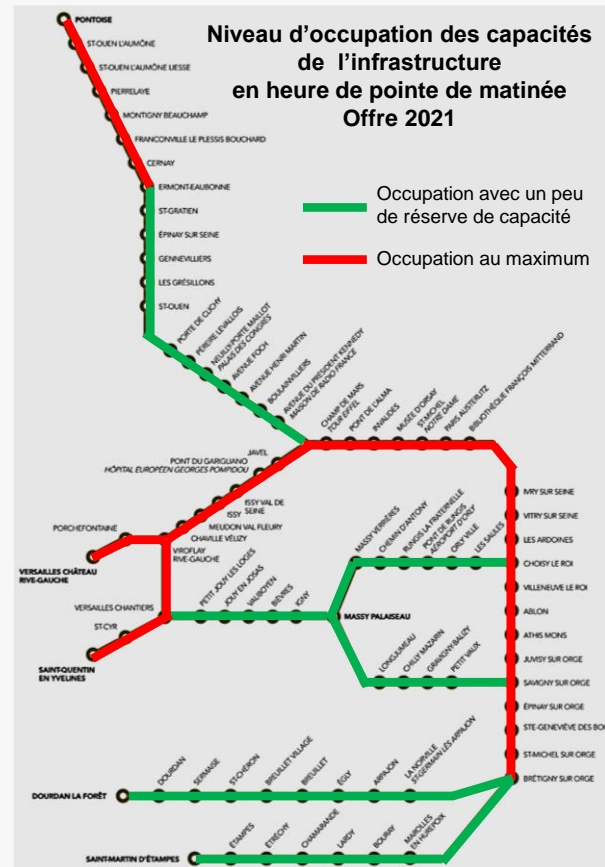 Niveau d'occupation des capacités
de l'infrastructure
en heure de pointe de matinée
Offre 2021
Occupation avec un peu
de réserve de capacité
Occupation au maximum
PONTOISE
ST-OUEN L'AUMÔNE
ST-OUEN L'AUMÔNE LIESSE
PIERRELAYE
MONTIGNY BEAUCHAMP
FRANCONVILLE LE PLESSIS BOUCHARD
CERNAY
ERMONT-EAUBONNE
ST-GRATIEN
ÉPINAY SUR SEINE
GENNEVILLIERS
LES GRÉSILLONS
ST-OUEN
PORTE DE CLICHY
PÉREIRE LEVALLOIS
NEUILLY-PORTE MAILLOT
PALAIS DES CONGRÈS
AVENUE FOCH
AVENUE HENRI MARTIN
BOULAINVILLIERS
AVENUE DU PRÉSIDENT KENNEDY
MAISON DE RADIO FRANCE
CHAMP DE MARS
TOUR EIFFEL
PONT DE L'ALMA
INVALIDES
MUSÉE D'ORSAY
ST-MICHEL
NOTRE DAME
PARIS AUSTERLITZ
BIBLIOTHÈQUE FRANÇOIS MITTERRAND
JAVEL
PONT DU GARIGLIANO
HÔPITAL EUROPÉEN GEORGES POMPIDOU
ISSY VAL DE
SEINE
ISSY
MEUDON VAL FLEURY
CHAVILLE VÉLIZY
VIROFLAY
RIVE-GAUCHE
PORCHEFONTAINE
VERSAILLES CHÂTEAU
RIVE-GAUCHE
VERSAILLES CHANTIERS
ST-CYR
SAINT-QUENTIN
EN YVELINES
PETIT JOUY LES LOGES
JOUY EN JOSAS
VAUBOYEN
BIÈVRES
IGNY
MASSY PALAISEAU
MASSY VERRIÈRES
CHEMIN D'ANTONY
RUNGIS LA FRATERNELLE
PONT DE RUNGIS
AÉROPORT D'ORLY
ORLY VILLE
LES SAULES
LONGJUMEAU
CHILLY MAZARIN
GRAVIGNY-BALIZY
PETIT VAUX
IVRY SUR SEINE
VITRY SUR SEINE
LES ARDOINES
CHOISY LE ROI
VILLENEUVE LE ROI
ABLON
ATHIS MONS
JUVISY SUR ORGE
SAVIGNY SUR ORGE
ÉPINAY SUR ORGE
STE-GENEVIÈVE DES BO
ST-MICHEL SUR ORGE
BRÉTIGNY SUR ORGE
DOURDAN LA FORÊT
DOURDAN
SERMAISE
ST-CHÉRON
BREUILLET VILLAGE
BREUILLET
ÉGLY
ARPAJON
LA NORVILLE
ST-GERMAIN LÈS ARPAJON
SAINT-MARTIN D'ÉTAMPES
ÉTAMPES
ÉTRÉCHY
CHAMARANDE
LARDY
BOURAY
MAROLLES
EN HUREPOIX